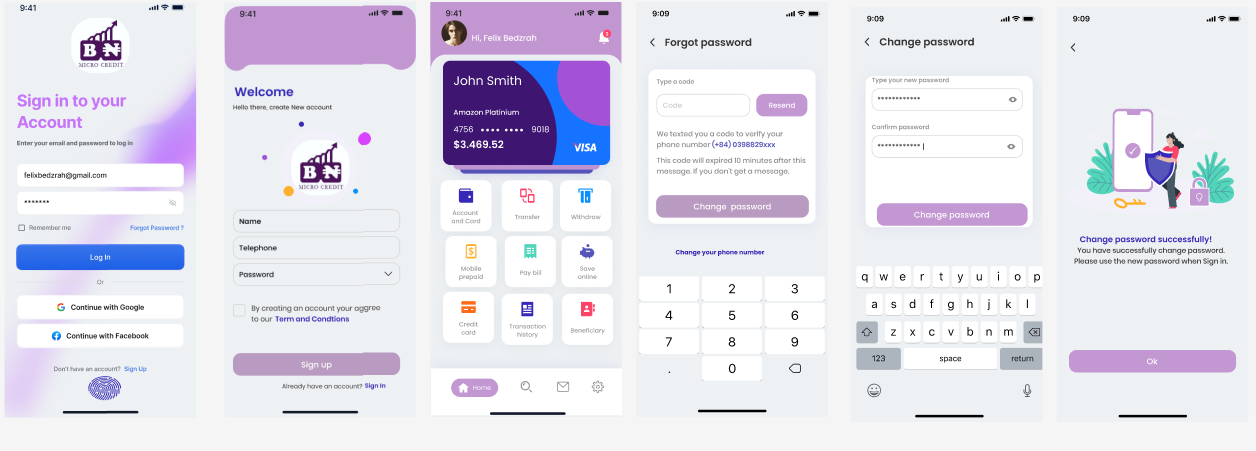 9:41
BN
MICRO CREDIT
Sign in to your
Account
Enter your email and password to log in
felixbedzrah@gmail.com
*******
Remember me
Forgot Password ?
Log In
Or
Continue with Google
Continue with Facebook
Don't have an account? Sign Up
9:41
Welcome
Hello there, create New account
BN
MICRO CREDIT
Name
Telephone
Password
By creating an account your aggree
to our Term and Condtions
Sign up
Already have an account? Sign In
9:41
Hi, Felix Bedzrah
3
John Smith
Amazon Platinium
4756 •••• •••• 9018
$3.469.52
VISA
Account
and Card
Transfer
Withdraw
Mobile
prepaid
Pay bill
Save
online
Credit
card
Transaction
history
Beneficiary
Home
9:09
Forgot password
Type a code
Code
Resend
We texted you a code to verify your
phone number (+84) 0398829xxx
This code will expired 10 minutes after this
message. If you don't get a message.
Change password
Change your phone number
1 2 3
4 5 6
7 8 9
. 0
9:09
Change password
Type your new password
************
Confirm password
************
Change password
q w e r t y u i o p
a s d f g h j k l
z x c v b n m
123 space return
9:09
Change password successfully!
You have successfully change password.
Please use the new password when Sign in.
Ok